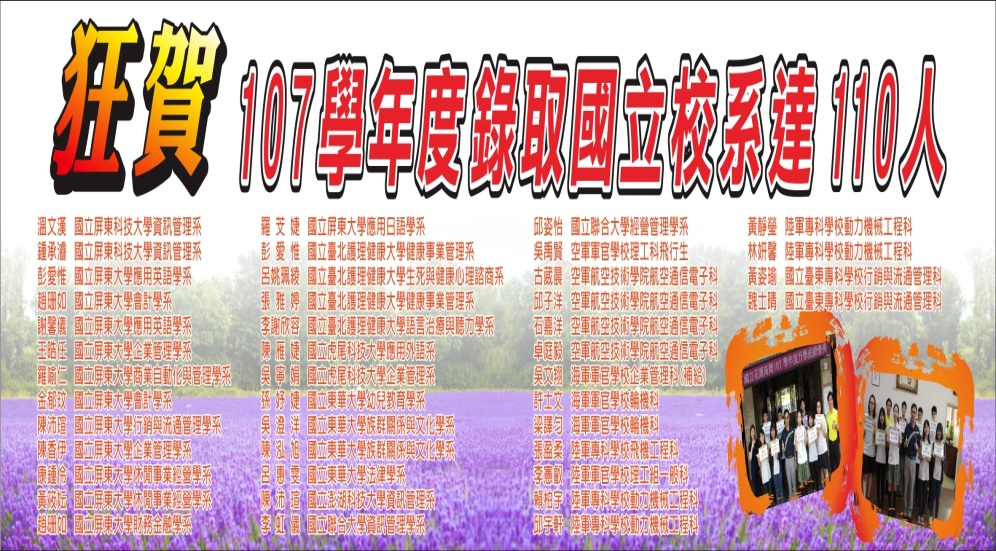 狂賀
107學年度錄取國立校系達110人
溫文漢 國立屏東科技大學資訊管理系
鍾承濬 國立屏東科技大學資訊管理系
彭愛惟 國立屏東大學應用英語學系
趙珊如 國立屏東大學會計學系
謝馨儀 國立屏東大學應用英語學系
王皓任 國立屏東大學企業管理學系
羅喻仁 國立屏東大學商業自動化與管理學系
金郁玟 國立屏東大學會計學系
陳沛瑄 國立屏東大學行銷與流通管理學系
陳香伊 國立屏東大學企業管理學系
康鍾伶 國立屏東大學休閒事業經營學系
黃筱妘 國立屏東大學休閒事業經營學系
趙珊如 國立屏東大學財務金融學系
羅芠婕 國立屏東大學應用日語學系
彭愛惟 國立臺北護理健康大學健康事業管理系
呂姚珮綾 國立臺北護理健康大學生死與健康心理諮商系
張雅婷 國立臺北護理健康大學健康事業管理系
李謝欣容 國立臺北護理健康大學語言治療與聽力學系
陳雁婕 國立虎尾科技大學應用外語系
吳寧娟 國立虎尾科技大學企業管理系
孫妤婕 國立東華大學幼兒教育學系
吳澄洋 國立東華大學族群關係與文化學系
陳泓旭 國立東華大學族群關係與文化學系
呂惠雯 國立東華大學法律學系
陳沛瑄 國立澎湖科技大學資訊管理系
李虹儀 國立聯合大學資訊管理學系
邱姿怡 國立聯合大學經營管理學系
吳禹賢 空軍軍官學校理工科飛行生
古葳晨 空軍航空技術學院航空通信電子科
邱子洋 空軍航空技術學院航空通信電子科
石嘉洋 空軍航空技術學院航空通信電子科
卓庭毅 空軍航空技術學院航空通信電子科
吳文翔 海軍軍官學校企業管理科(補給)
許士文 海軍軍官學校輪機科
梁謹勻 海軍軍官學校輪機科
張盈柔 陸軍專科學校飛機工程科
李憲叡 陸軍軍官學校理工組一般科
賴柏宇 陸軍專科學校動力機械工程科
邱宇軒 陸軍專科學校動力機械工程科
黃靜瑩 陸軍專科學校動力機械工程科
林妍馨 陸軍專科學校動力機械工程科
黃姿瑜 國立臺東專科學校行銷與流通管理科
魏士晴 國立臺東專科學校行銷與流通管理科